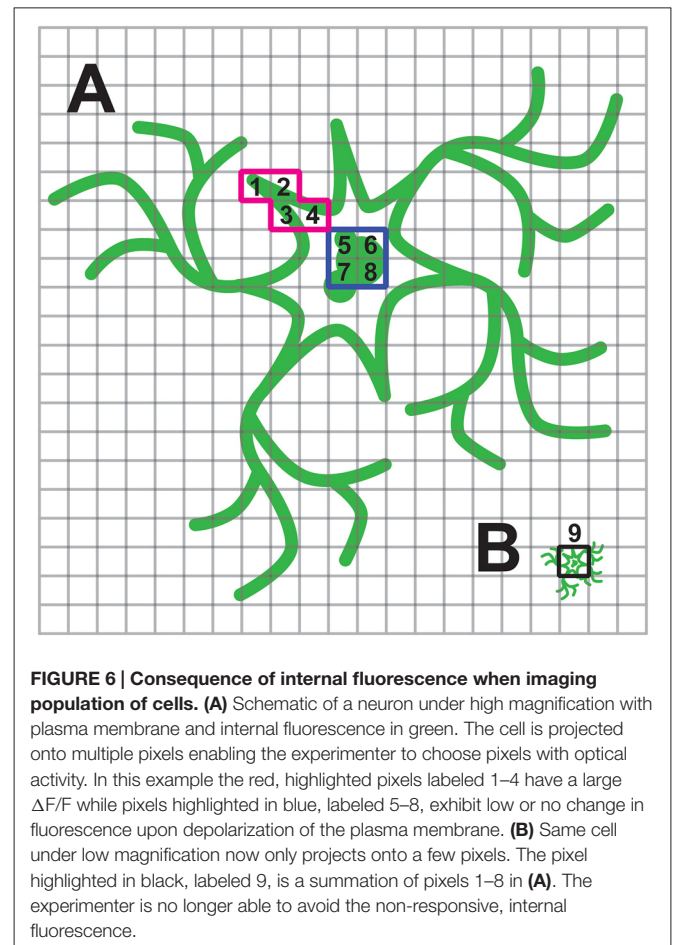 A
1 2
3 4
5 6
7 8
9
B
FIGURE 6 | Consequence of internal fluorescence when imaging
population of cells. (A) Schematic of a neuron under high magnification with
plasma membrane and internal fluorescence in green. The cell is projected
onto multiple pixels enabling the experimenter to choose pixels with optical
activity. In this example the red, highlighted pixels labeled 1–4 have a large
ΔF/F while pixels highlighted in blue, labeled 5–8, exhibit low or no change in
fluorescence upon depolarization of the plasma membrane. (B) Same cell
under low magnification now only projects onto a few pixels. The pixel
highlighted in black, labeled 9, is a summation of pixels 1–8 in (A). The
experimenter is no longer able to avoid the non-responsive, internal
fluorescence.